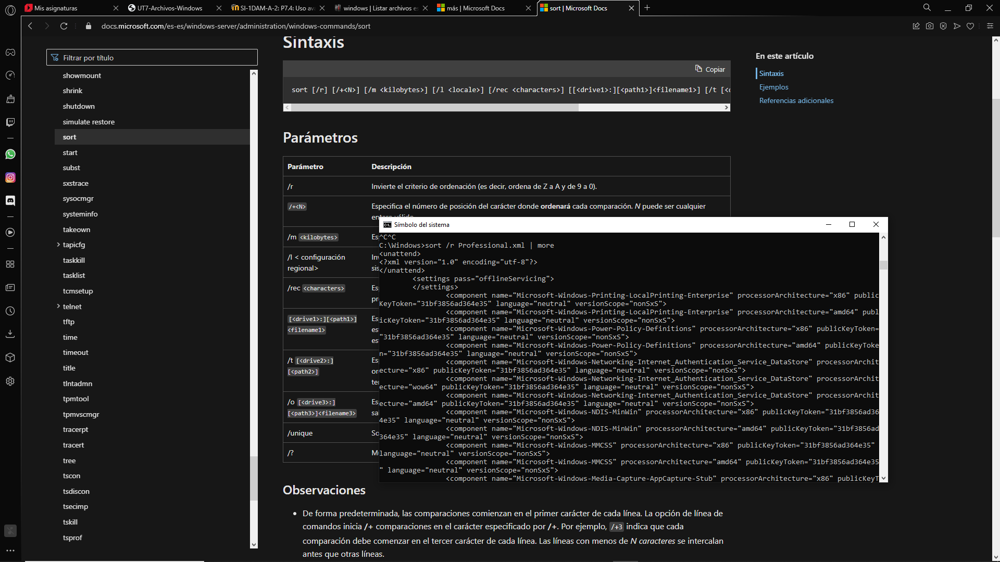 Mis asignaturas
UT7-Archivos-Windows
SI-1DAM-A-2: P7.4: Uso av
windows | Listar archivos es
más | Microsoft Docs
sort | Microsoft Docs
docs.microsoft.com/es-es/windows-server/administration/windows-commands/sort
Filtrar por título
showmount
shrink
shutdown
simulate restore
sort
start
subst
sxstrace
sysocmgr
systeminfo
takeown
tapicfg
taskkill
tasklist
tcmsetup
telnet
tftp
time
timeout
title
tlntadmn
tpmtool
tpmvscmgr
tracerpt
tracert
tree
tscon
tsdiscon
tsecimp
tskill
tsprof
Sintaxis
Copiar
sort [/r] [/+<N>] [/m <kilobytes>] [/l <locale>] [/rec <characters>] [[<drive1>:][<path1>]<filename1>] [/t [<
Parámetros
Parámetro Descripción
/r Invierte el criterio de ordenación (es decir, ordena de Z a A y de 9 a 0).
/+<N> Especifica el número de posición del carácter donde ordenará cada comparación. N puede ser cualquier
entero válido
/m <kilobytes> Es
/l < configuración In
regional> sis
/rec <characters> Es
pr
[<drive1>:][<path1>] Es
<filename1> es
es
/t [<drive2>:] Es
[<path2>] or
te
/o [<drive3>:] Es
[<path3>]<filename3> sa
/unique So
/? M
Observaciones
• De forma predeterminada, las comparaciones comienzan en el primer carácter de cada línea. La opción de línea de
comandos inicia /+ comparaciones en el carácter especificado por /+. Por ejemplo, /+3 indica que cada
comparación debe comenzar en el tercer carácter de cada línea. Las líneas con menos de N caracteres se intercalan
antes que otras líneas.
En este artículo
Sintaxis
Ejemplos
Referencias adicionales
Símbolo del sistema
^C^C
C:\Windows>sort /r Professional.xml | more
<unattend>
<?xml version="1.0" encoding="utf-8"?>
</unattend>
<settings pass="offlineServicing">
</settings>
<component name="Microsoft-Windows-Printing-LocalPrinting-Enterprise" processorArchitecture="x86" public
KeyToken="31bf3856ad364e35" language="neutral" versionScope="nonSxS">
<component name="Microsoft-Windows-Printing-LocalPrinting-Enterprise" processorArchitecture="amd64" publ
icKeyToken="31bf3856ad364e35" language="neutral" versionScope="nonSxS">
<component name="Microsoft-Windows-Power-Policy-Definitions" processorArchitecture="x86" publicKeyToken=
"31bf3856ad364e35" language="neutral" versionScope="nonSxS">
<component name="Microsoft-Windows-Power-Policy-Definitions" processorArchitecture="amd64" publicKeyToke
n="31bf3856ad364e35" language="neutral" versionScope="nonSxS">
<component name="Microsoft-Windows-Networking-Internet_Authentication_Service_DataStore" processorArchit
ecture="x86" publicKeyToken="31bf3856ad364e35" language="neutral" versionScope="nonSxS">
<component name="Microsoft-Windows-Networking-Internet_Authentication_Service_DataStore" processorArchit
ecture="wow64" publicKeyToken="31bf3856ad364e35" language="neutral" versionScope="nonSxS">
<component name="Microsoft-Windows-Networking-Internet_Authentication_Service_DataStore" processorArchit
ecture="amd64" publicKeyToken="31bf3856ad364e35" language="neutral" versionScope="nonSxS">
<component name="Microsoft-Windows-NDIS-MinWin" processorArchitecture="x86" publicKeyToken="31bf3856ad36
4e35" language="neutral" versionScope="nonSxS">
<component name="Microsoft-Windows-NDIS-MinWin" processorArchitecture="amd64" publicKeyToken="31bf3856ad
364e35" language="neutral" versionScope="nonSxS">
<component name="Microsoft-Windows-MMCSS" processorArchitecture="x86" publicKeyToken="31bf3856ad364e35"
language="neutral" versionScope="nonSxS">
<component name="Microsoft-Windows-MMCSS" processorArchitecture="amd64" publicKeyToken="31bf3856ad364e35
" language="neutral" versionScope="nonSxS">
<component name="Microsoft-Windows-Media-Capture-AppCapture-Stub" processorArchitecture="x86" publicKeyT